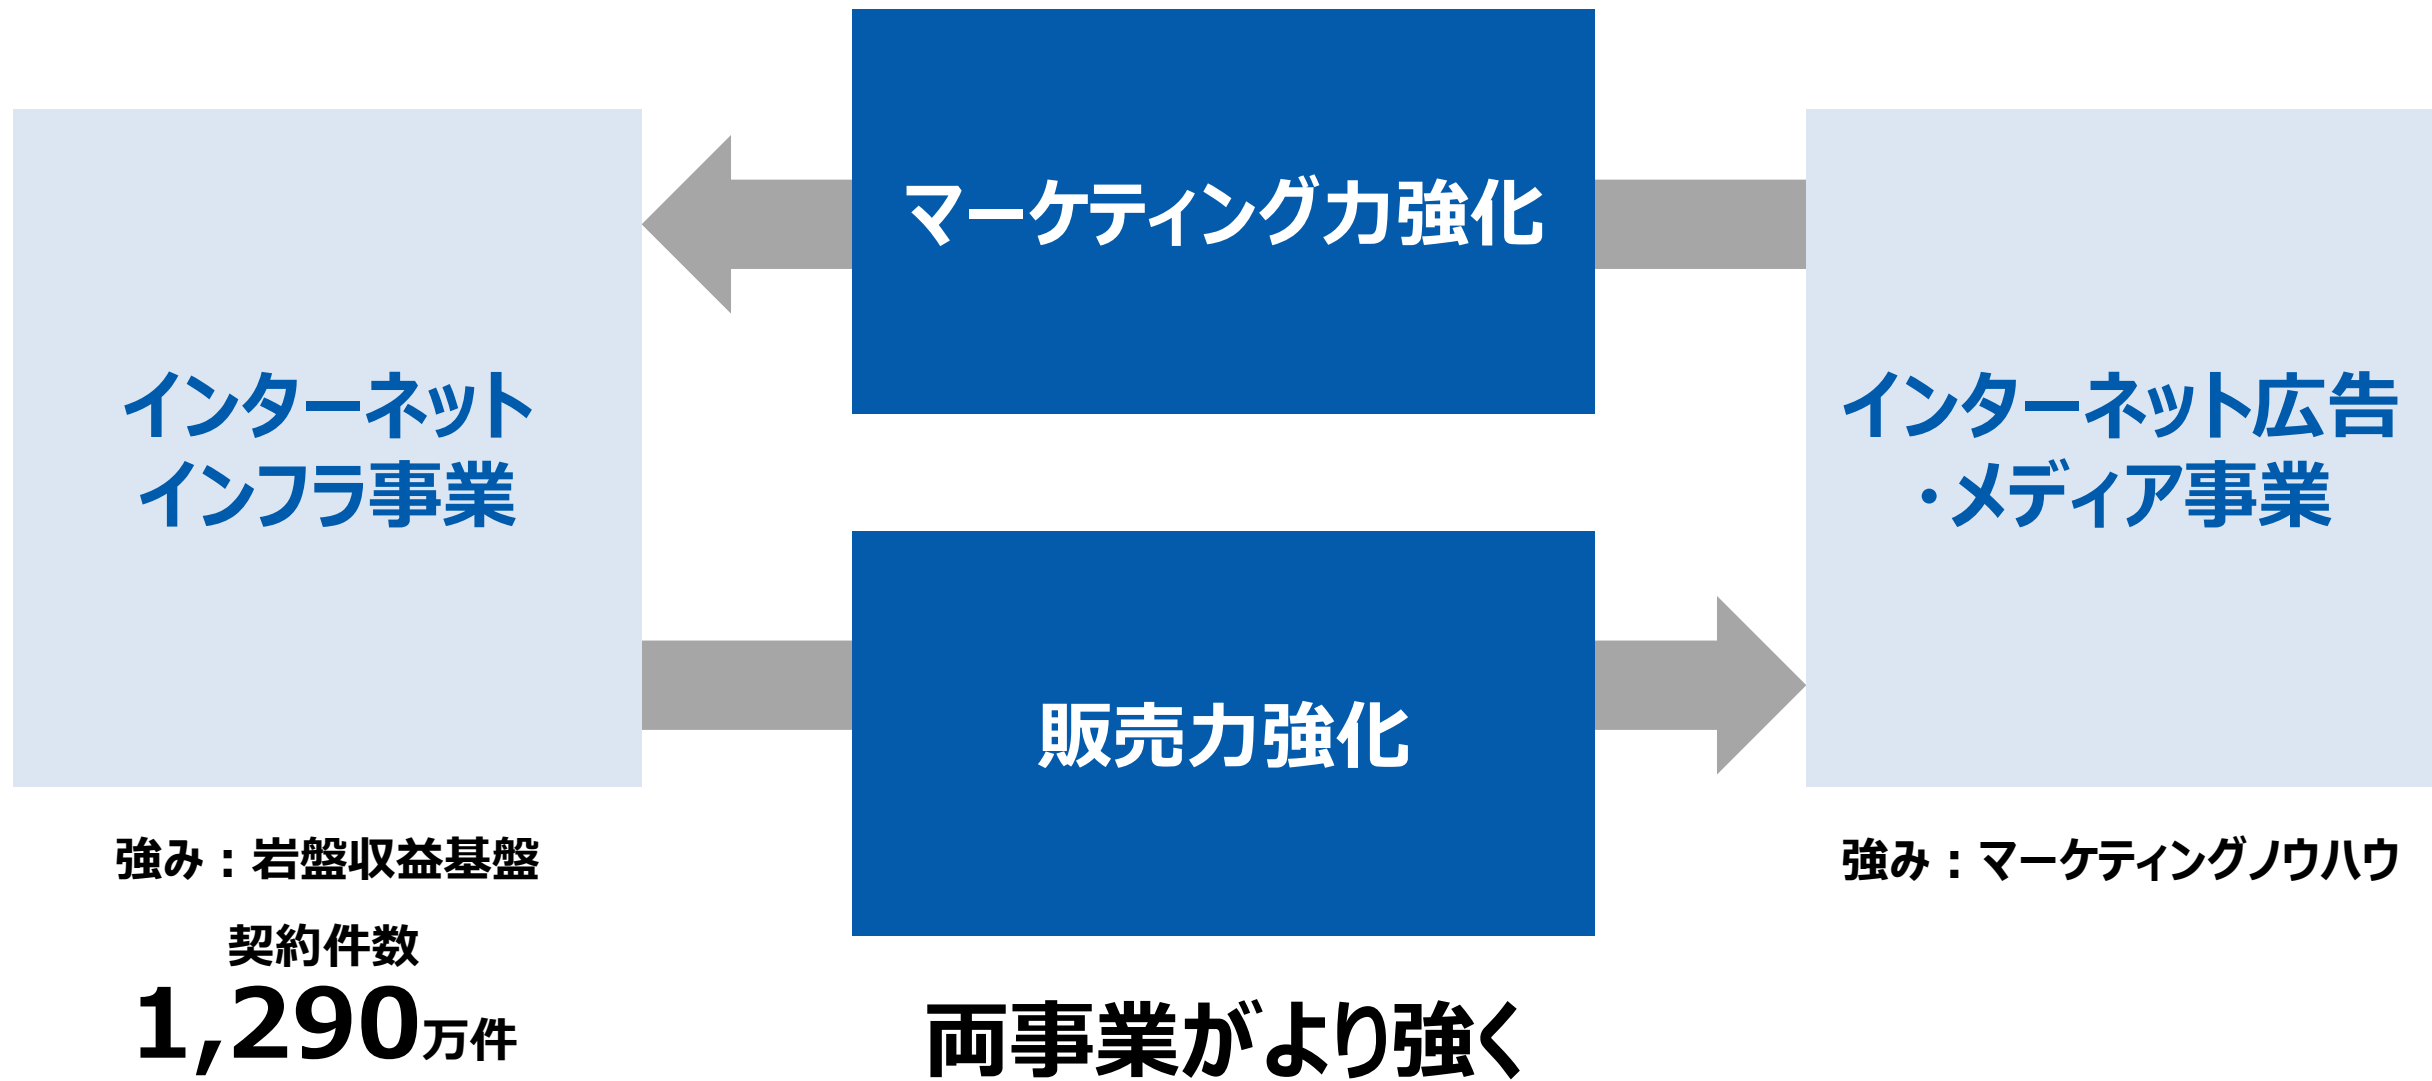 マーケティング力強化
インターネット
インフラ事業
インターネット広告
・メディア事業
販売力強化
強み：岩盤収益基盤
契約件数
1,290万件
強み：マーケティングノウハウ
両事業がより強く